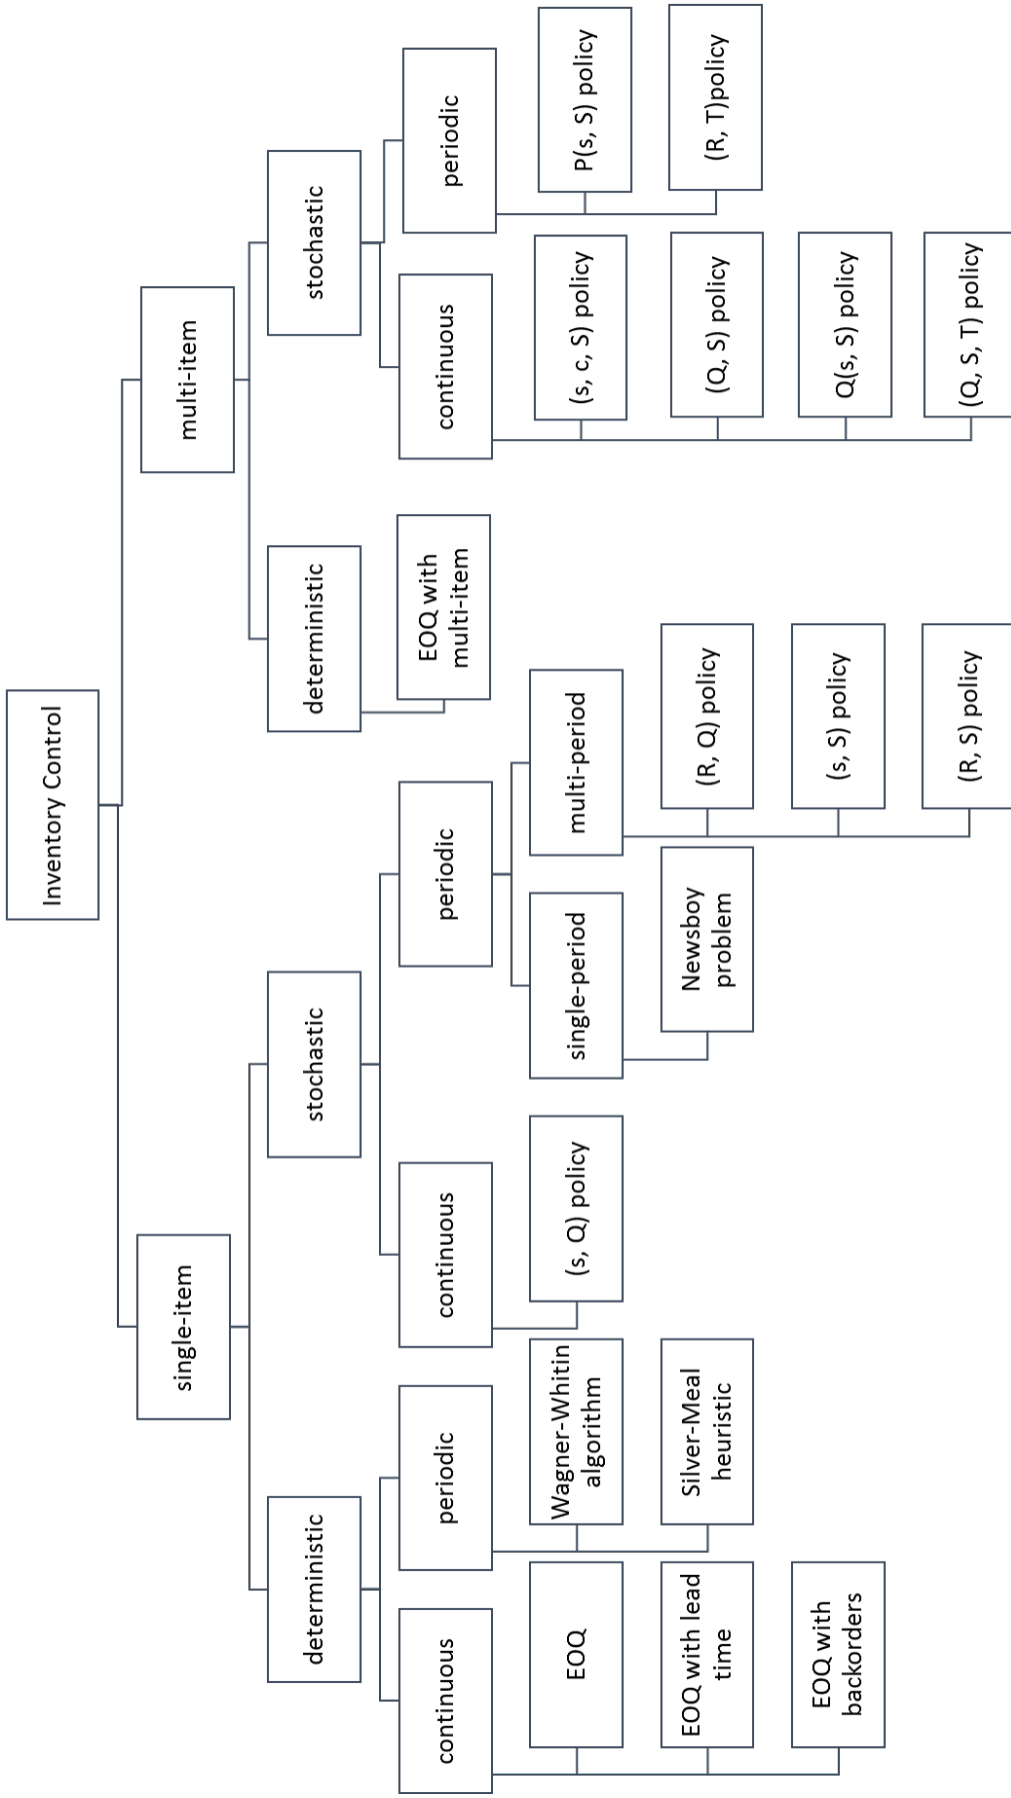 Inventory Control
single-item
multi-item
deterministic
stochastic
deterministic
stochastic
continuous
periodic
continuous
periodic
EOQ with
multi-item
continuous
periodic
EOQ
Wagner-Whitin
algorithm
(s, Q) policy
single-period
multi-period
(s, c, S) policy
P(s, S) policy
EOQ with lead
time
Silver-Meal
heuristic
Newsboy
problem
(R, Q) policy
(Q, S) policy
(R, T)policy
EOQ with
backorders
(s, S) policy
Q(s, S) policy
(R, S) policy
(Q, S, T) policy